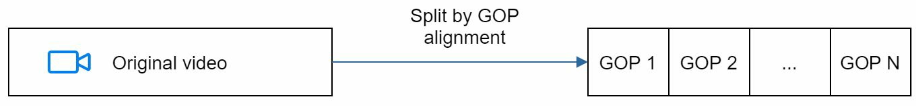 Split by GOP
alignment
Original video
GOP 1
GOP 2
...
GOP N